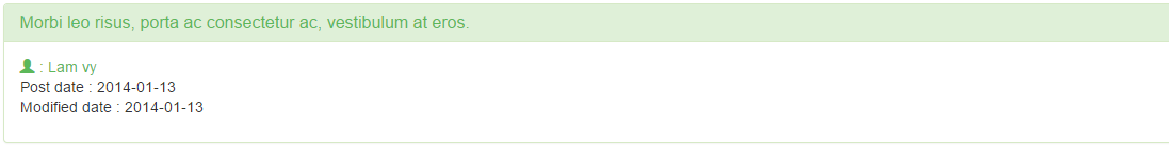 Morbi leo risus, porta ac consectetur ac, vestibulum at eros.
: Lam vy
Post date : 2014-01-13
Modified date : 2014-01-13